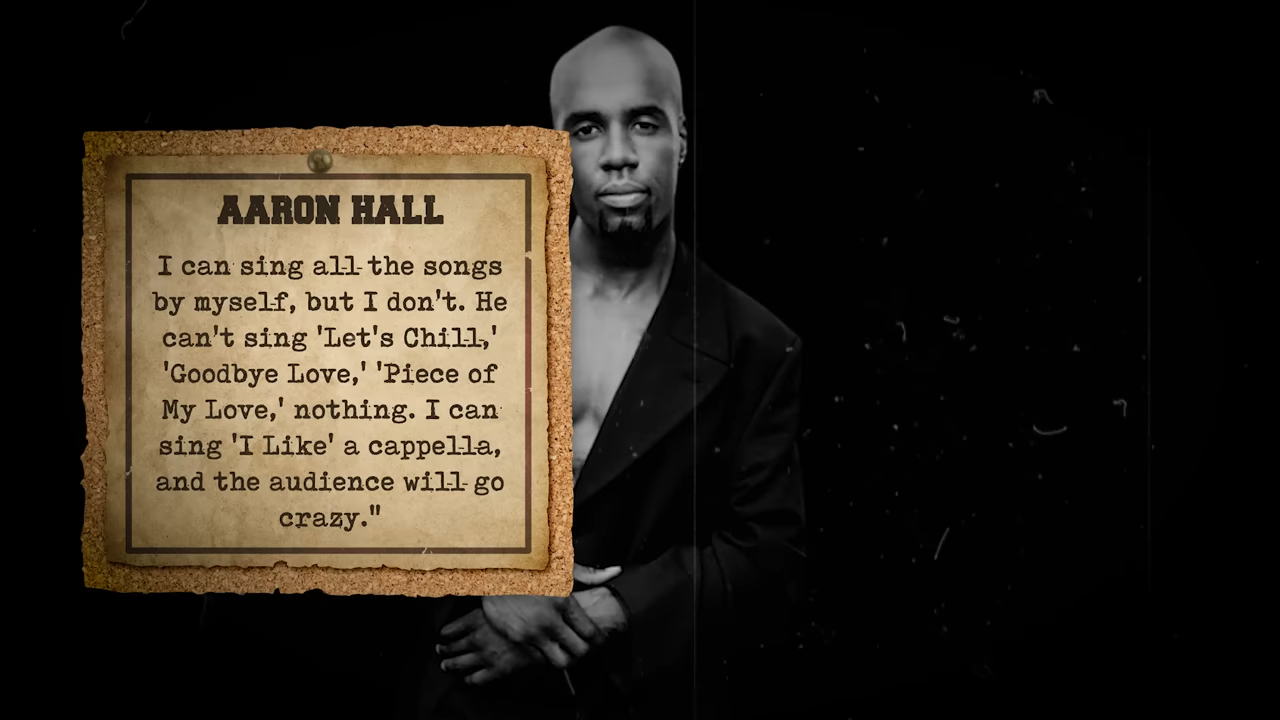 AARON HALL
I can sing all the songs
by myself, but I don't. He
can't sing 'Let's Chill,'
'Goodbye Love,' 'Piece of
My Love,' nothing. I can
sing 'I Like' a cappella,
and the audience will go
crazy."